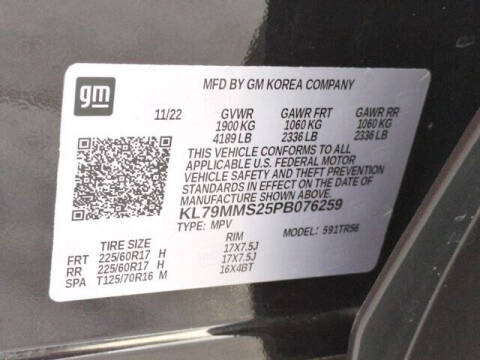 gm
MFD BY GM KOREA COMPANY
11/22 GVWR GAWR FRT GAWR RR
1900 KG 1060 KG 1060 KG
4189 LB 2336 LB 2336 LB
THIS VEHICLE CONFORMS TO ALL
APPLICABLE U.S. FEDERAL MOTOR
VEHICLE SAFETY AND THEFT PREVENTION
STANDARDS IN EFFECT ON THE DATE OF
MANUFACTURE SHOWN ABOVE.
KL79MMS25PB076259
TYPE: MPV MODEL: 591TR56
TIRE SIZE RIM
FRT 225/60R17 H 17X7.5J
RR 225/60R17 H 17X7.5J
SPA T125/70R16 M 16X4BT